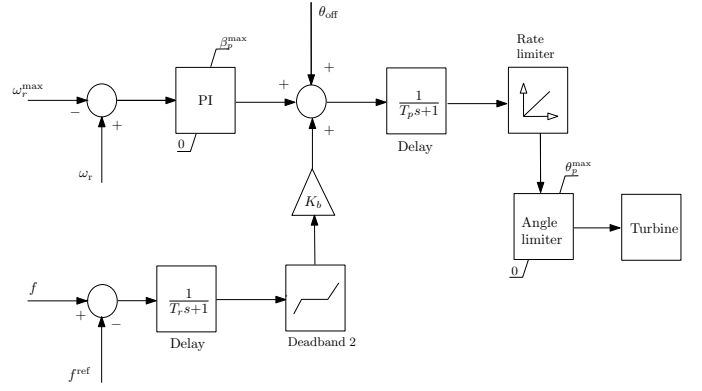 θ_off
β_p^max
Rate
limiter
+
ω_r^max
+
PI
1
T_p s+1
−
+
+
0
Delay
ω_r
θ_p^max
K_b
Angle
limiter
Turbine
0
f
1
T_r s+1
+
−
Delay
Deadband 2
f^ref